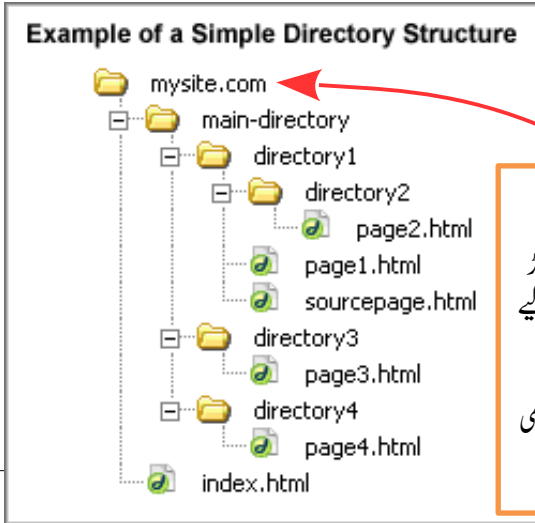 Example of a Simple Directory Structure
mysite.com
main-directory
directory1
directory2
page2.html
page1.html
sourcepage.html
directory3
page3.html
directory4
page4.html
index.html
لیے